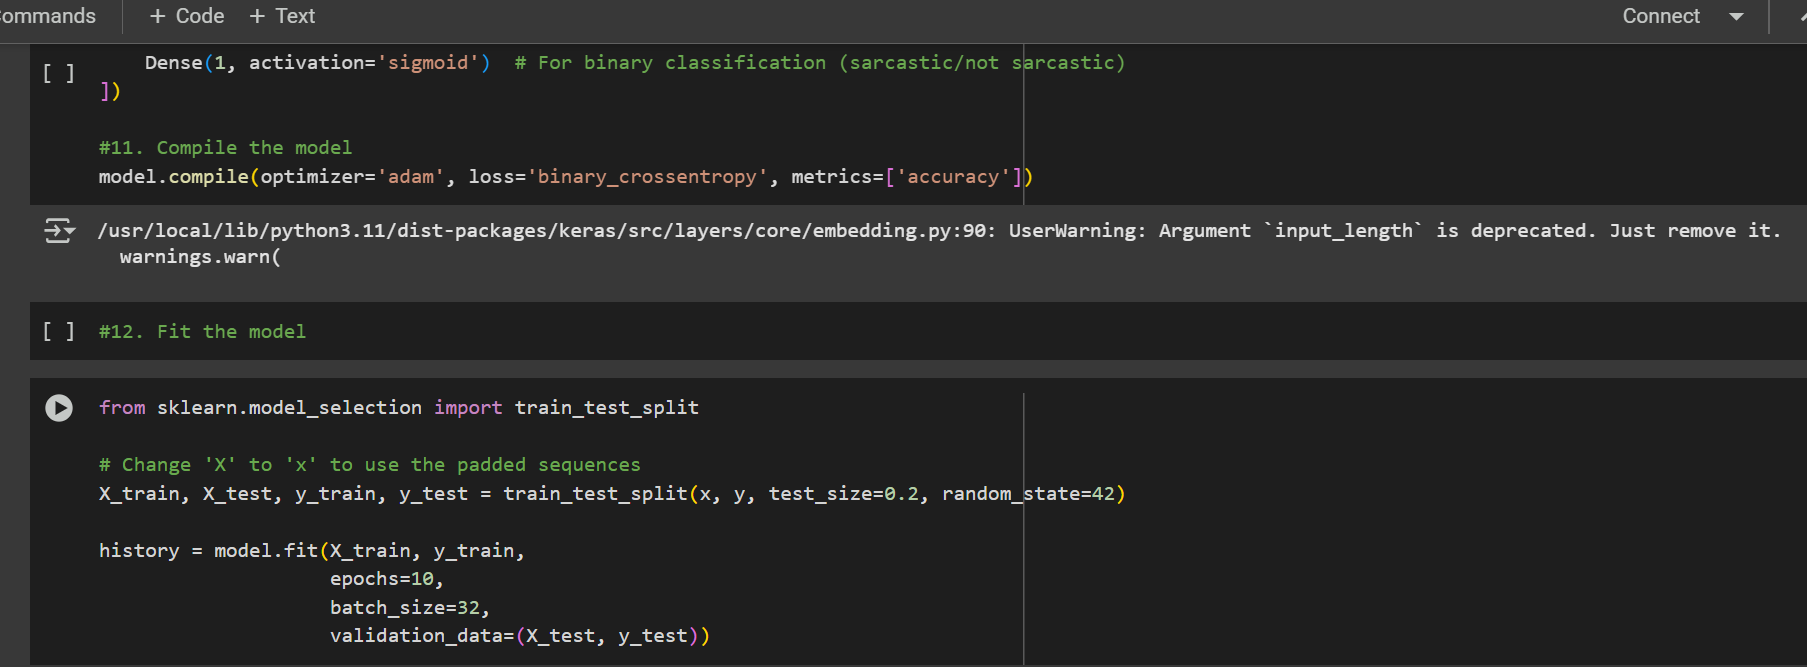 ommands + Code + Text Connect
[ ] Dense(1, activation='sigmoid') # For binary classification (sarcastic/not sarcastic)
])
#11. Compile the model
model.compile(optimizer='adam', loss='binary_crossentropy', metrics=['accuracy'])
/usr/local/lib/python3.11/dist-packages/keras/src/layers/core/embedding.py:90: UserWarning: Argument `input_length` is deprecated. Just remove it.
warnings.warn(
[ ] #12. Fit the model
from sklearn.model_selection import train_test_split
# Change 'X' to 'x' to use the padded sequences
X_train, X_test, y_train, y_test = train_test_split(x, y, test_size=0.2, random_state=42)
history = model.fit(X_train, y_train,
epochs=10,
batch_size=32,
validation_data=(X_test, y_test))